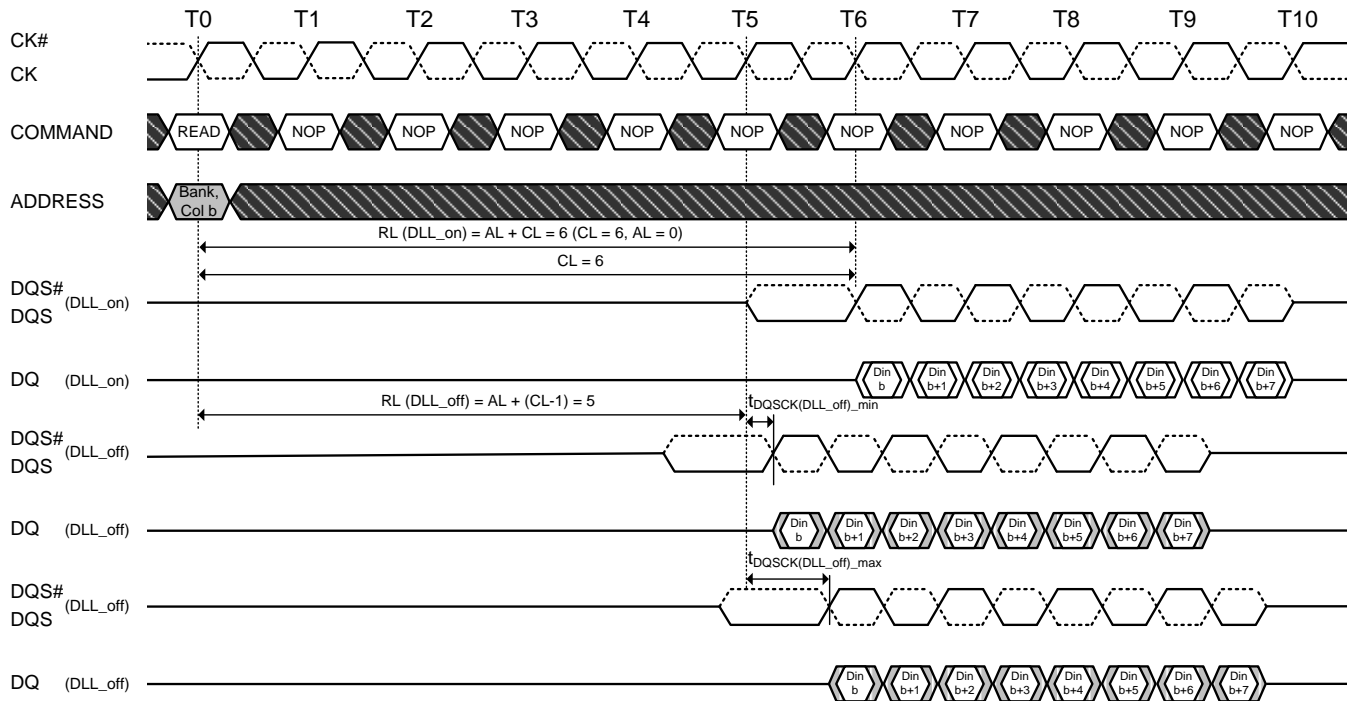 T0 T1 T2 T3 T4 T5 T6 T7 T8 T9 T10
CK#
CK
COMMAND READ NOP NOP NOP NOP NOP NOP NOP NOP NOP NOP
ADDRESS Bank,
Col b
RL (DLL_on) = AL + CL = 6 (CL = 6, AL = 0)
CL = 6
DQS# (DLL_on)
DQS
DQ (DLL_on) Din Din Din Din Din Din Din Din
b b+1 b+2 b+3 b+4 b+5 b+6 b+7
RL (DLL_off) = AL + (CL-1) = 5 tDQSCK(DLL_off)_min
DQS# (DLL_off)
DQS
DQ (DLL_off) Din Din Din Din Din Din Din Din
b b+1 b+2 b+3 b+4 b+5 b+6 b+7
tDQSCK(DLL_off)_max
DQS# (DLL_off)
DQS
DQ (DLL_off) Din Din Din Din Din Din Din Din
b b+1 b+2 b+3 b+4 b+5 b+6 b+7